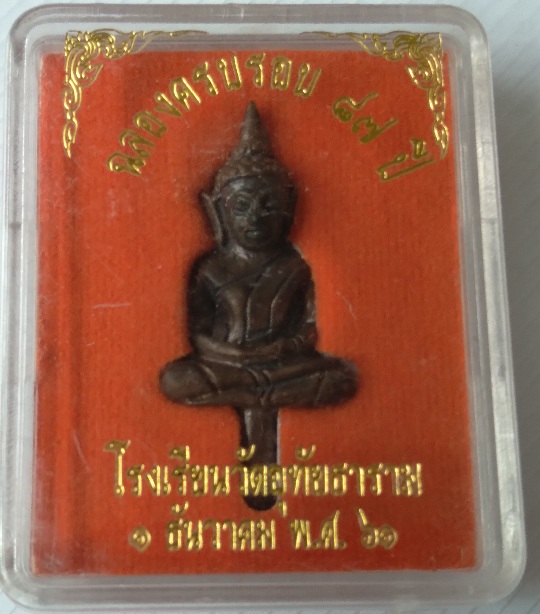 ฉลองครบรอบ ๘๗ ปี
โรงเรียนวัดอุทัยธาราม
๑ ธันวาคม พ.ศ. ๖๑